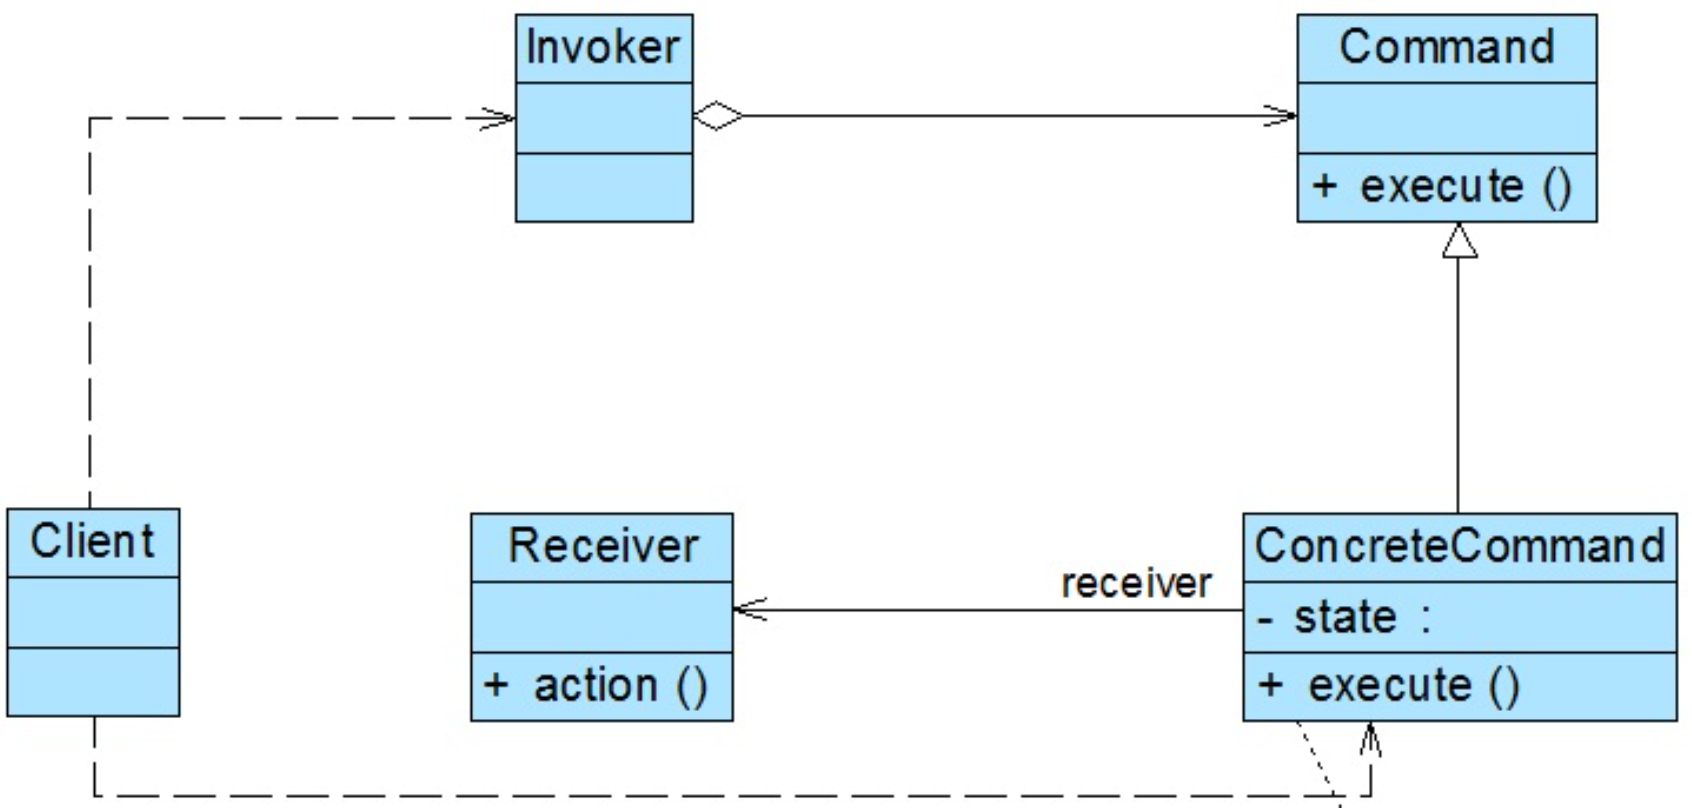 Invoker
Command
+ execute ()
Client
Receiver
+ action ()
receiver
ConcreteCommand
- state :
+ execute ()